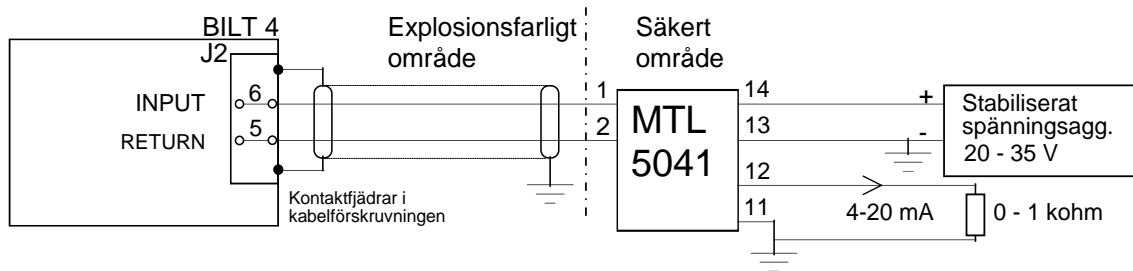 BILT 4
J2
Explosionsfarligt
område
Säkert
område
INPUT
6
RETURN
5
Kontaktfjädrar i
kabelförskruvningen
1
2
MTL
5041
14
13
12
11
+
-
Stabiliserat
spänningsagg.
20 - 35 V
4-20 mA
0 - 1 kohm